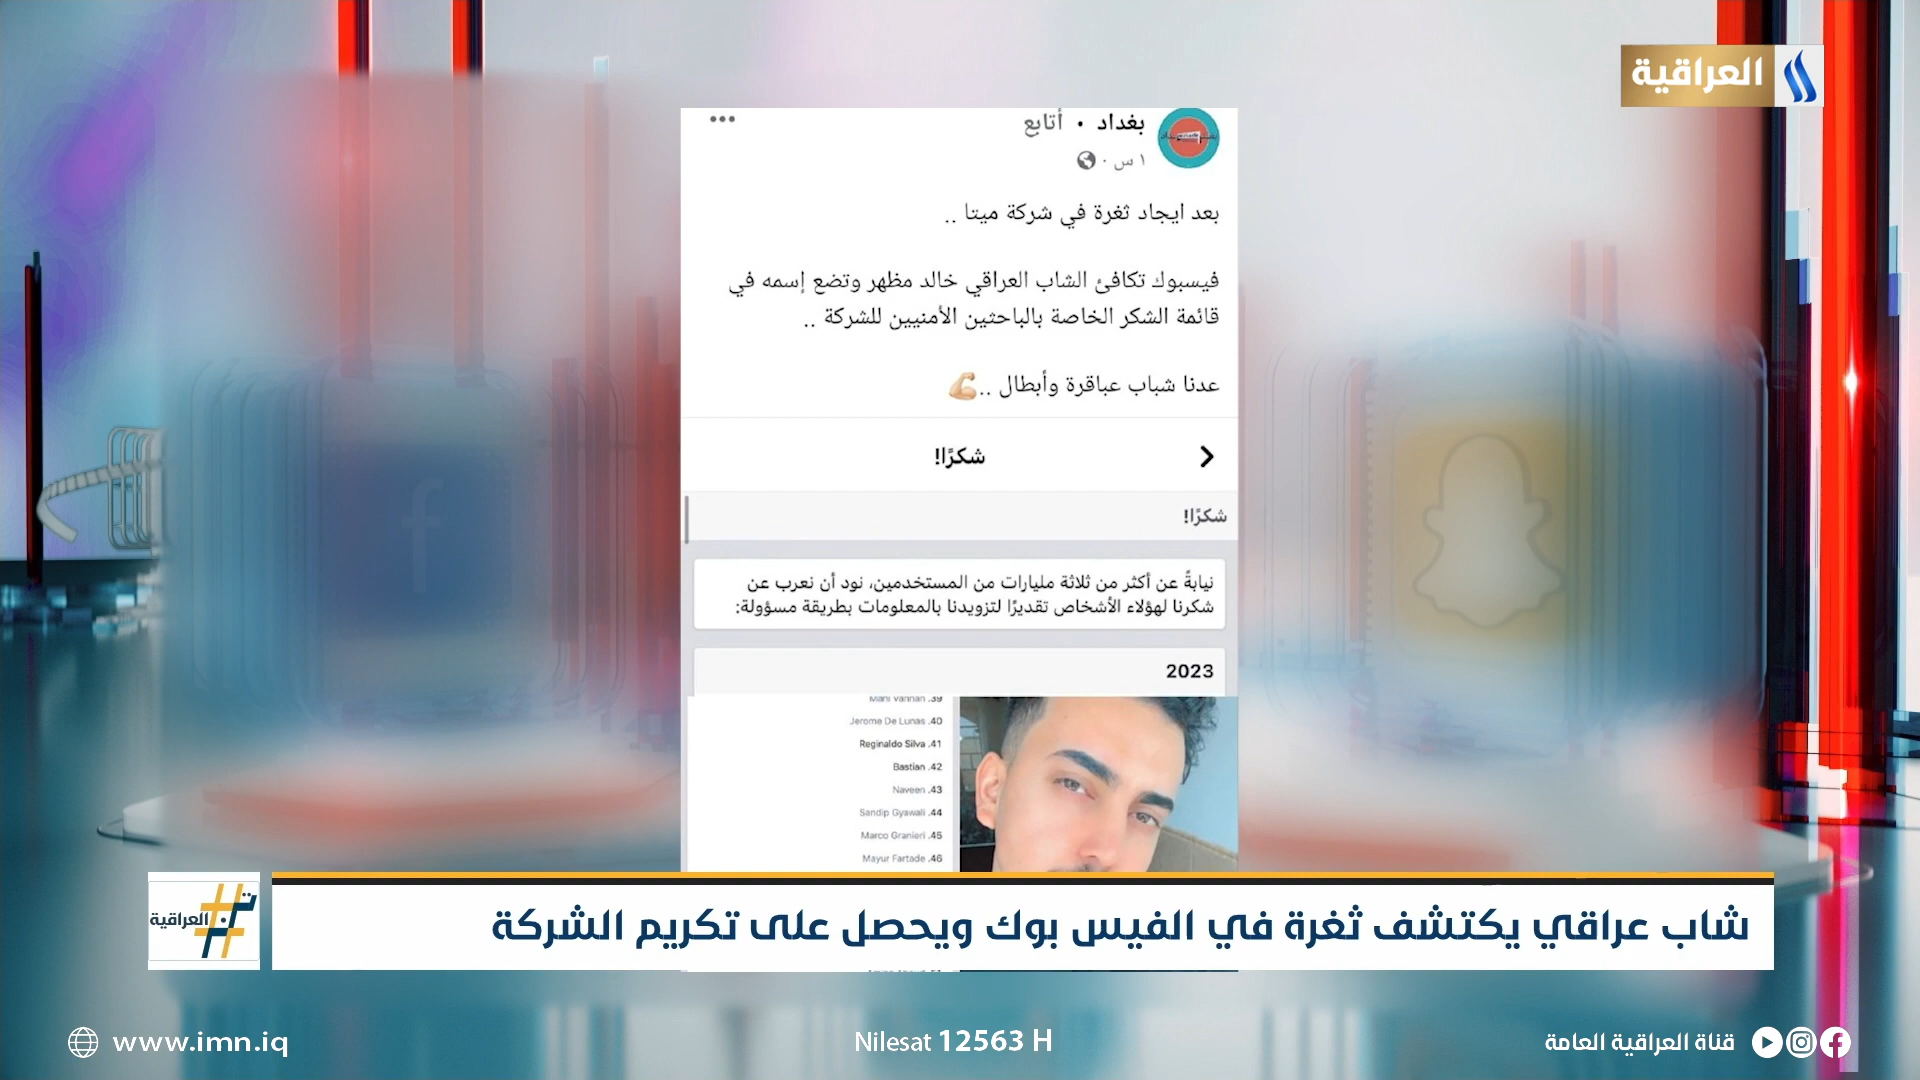 العراقية
بغداد • أتابع
١ س ·
بعد ايجاد ثغرة في شركة ميتا ..
فيسبوك تكافئ الشاب العراقي خالد مظهر وتضع إسمه في
قائمة الشكر الخاصة بالباحثين الأمنيين للشركة ..
عدنا شباب عباقرة وأبطال ..💪🏼
شكرًا!
شكرًا!
نيابةً عن أكثر من ثلاثة مليارات من المستخدمين، نود أن نعرب عن
شكرنا لهؤلاء الأشخاص تقديرًا لتزويدنا بالمعلومات بطريقة مسؤولة:
2023
39. Mani Vannan
40. Jerome De Lunas
41. Reginaldo Silva
42. Bastian
43. Naveen
44. Sandip Gyawali
45. Marco Granieri
46. Mayur Fartade
العراقية
شاب عراقي يكتشف ثغرة في الفيس بوك ويحصل على تكريم الشركة
www.imn.iq
Nilesat 12563 H
قناة العراقية العامة